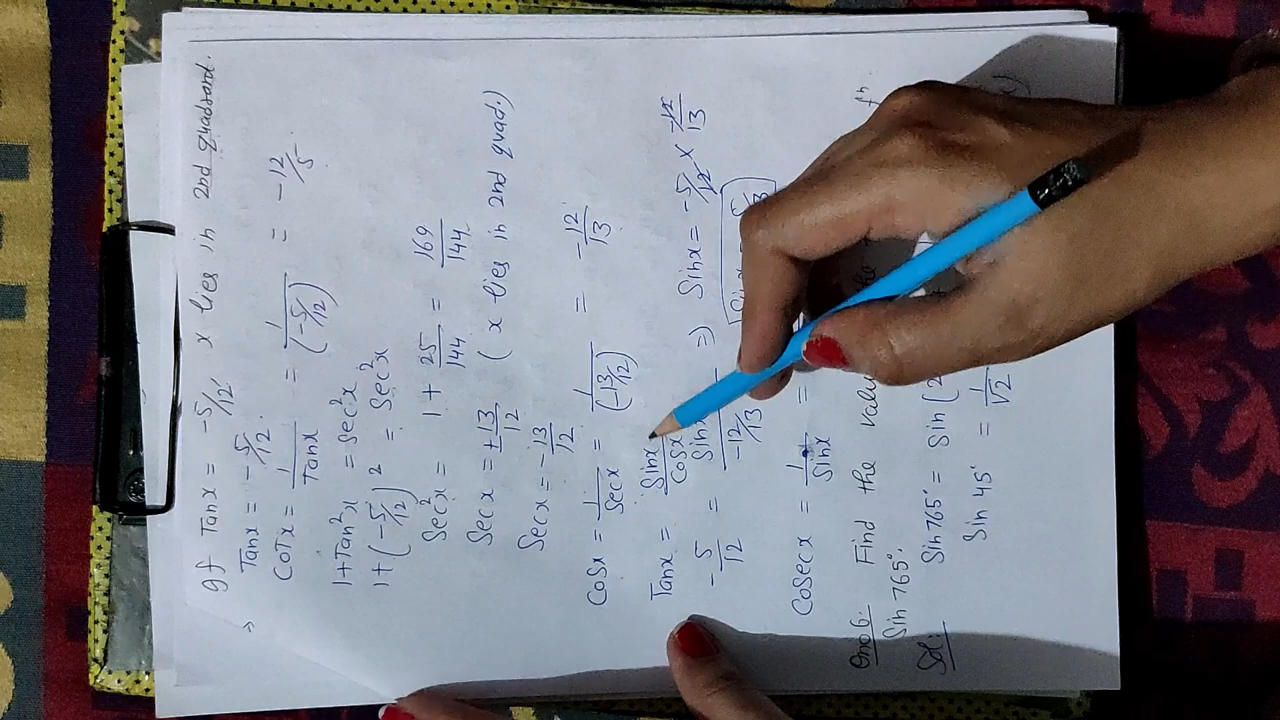 If Tanx = -5/12, x lies in 2nd quadrant.
=> Tanx = -5/12.
CoTx = 1/Tanx = 1/(-5/12) = -12/5
1+Tan²x = Sec²x
1+(-5/12)² = Sec²x
Sec²x = 1 + 25/144 = 169/144
Secx = ±13/12 (x lies in 2nd quad.)
Secx = -13/12
Cosx = 1/Secx = 1/(-13/12) = -12/13
Tanx = Sinx/Cosx
-5/12 = Sinx/-12/13 => Sinx = -5/12 × -12/13
Cosecx = 1/Sinx =
Qno6: Find the value the fn
Sin 765°.
Sol: Sin765° = Sin(2
Sin 45° = 1/√2